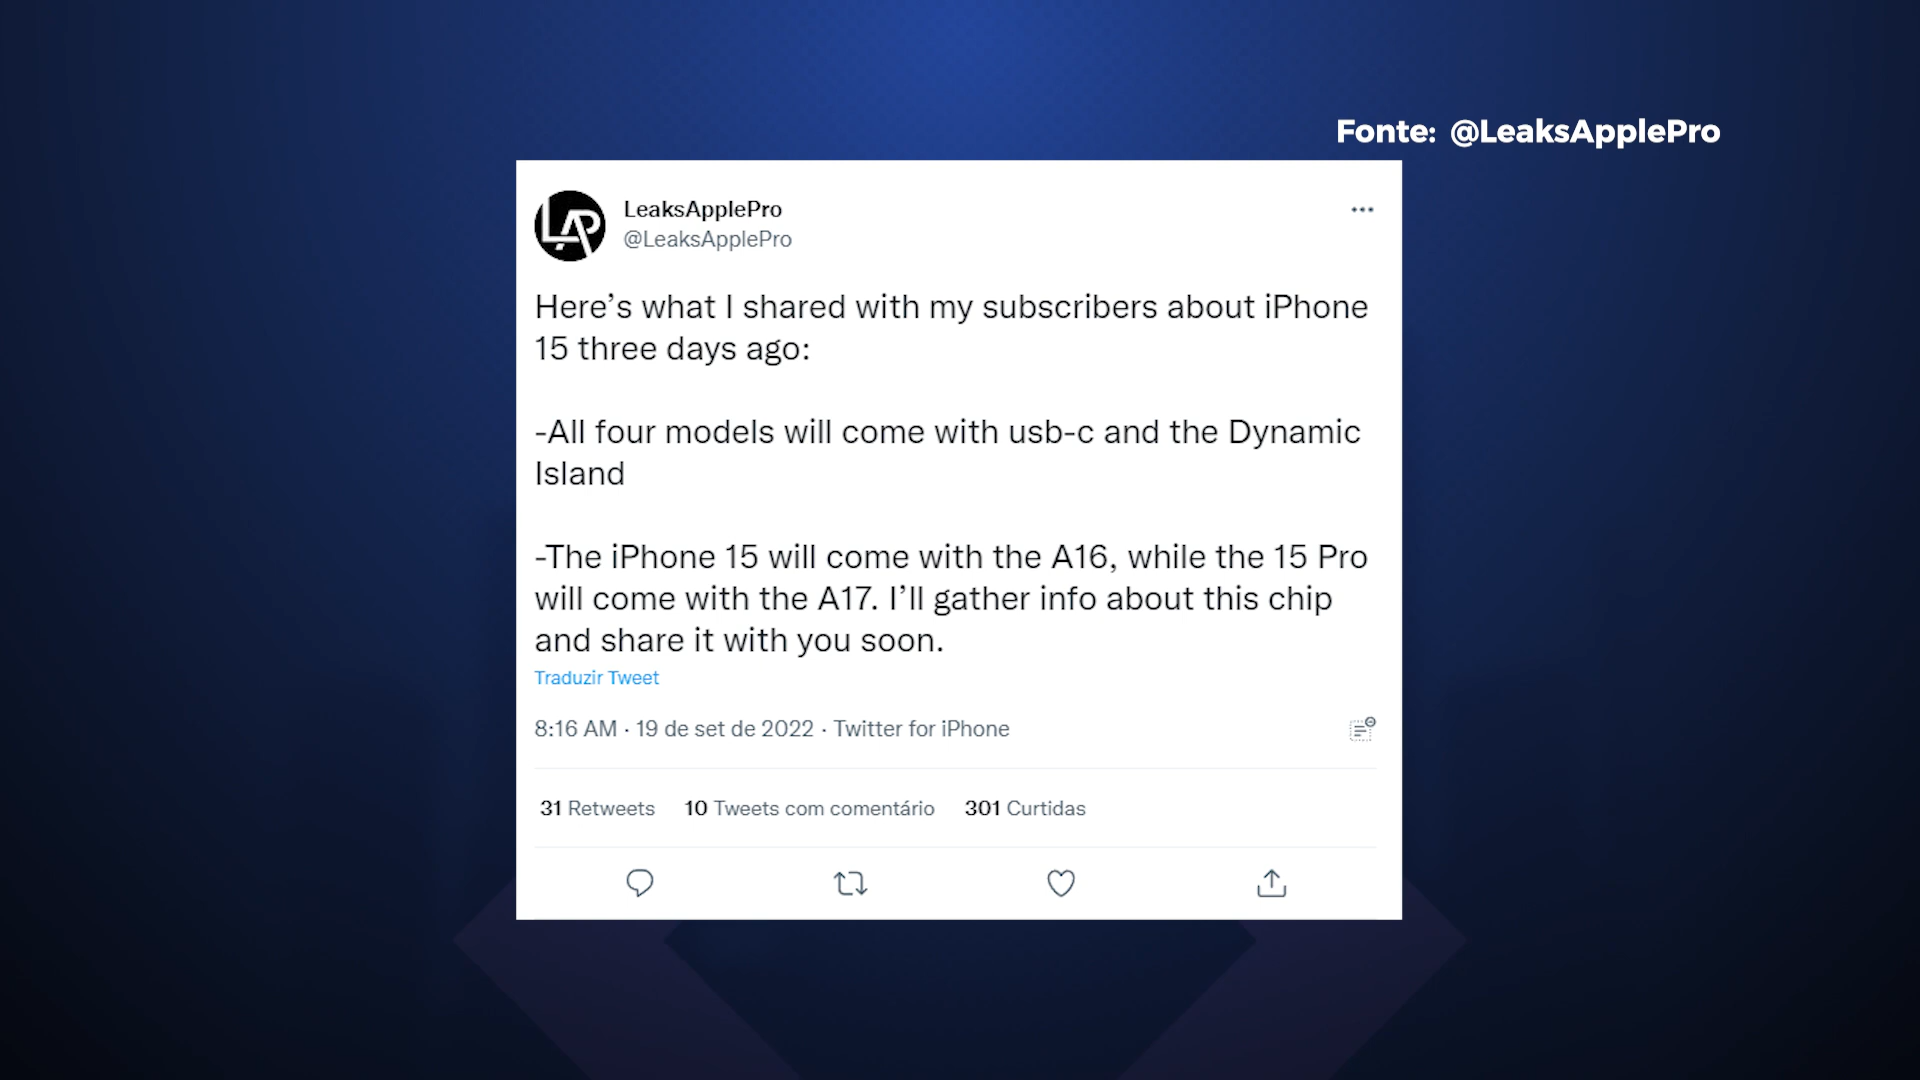 Fonte: @LeaksApplePro
LAP
LeaksApplePro
@LeaksApplePro
Here’s what I shared with my subscribers about iPhone
15 three days ago:
-All four models will come with usb-c and the Dynamic
Island
-The iPhone 15 will come with the A16, while the 15 Pro
will come with the A17. I’ll gather info about this chip
and share it with you soon.
Traduzir Tweet
8:16 AM · 19 de set de 2022 · Twitter for iPhone
31 Retweets 10 Tweets com comentário 301 Curtidas